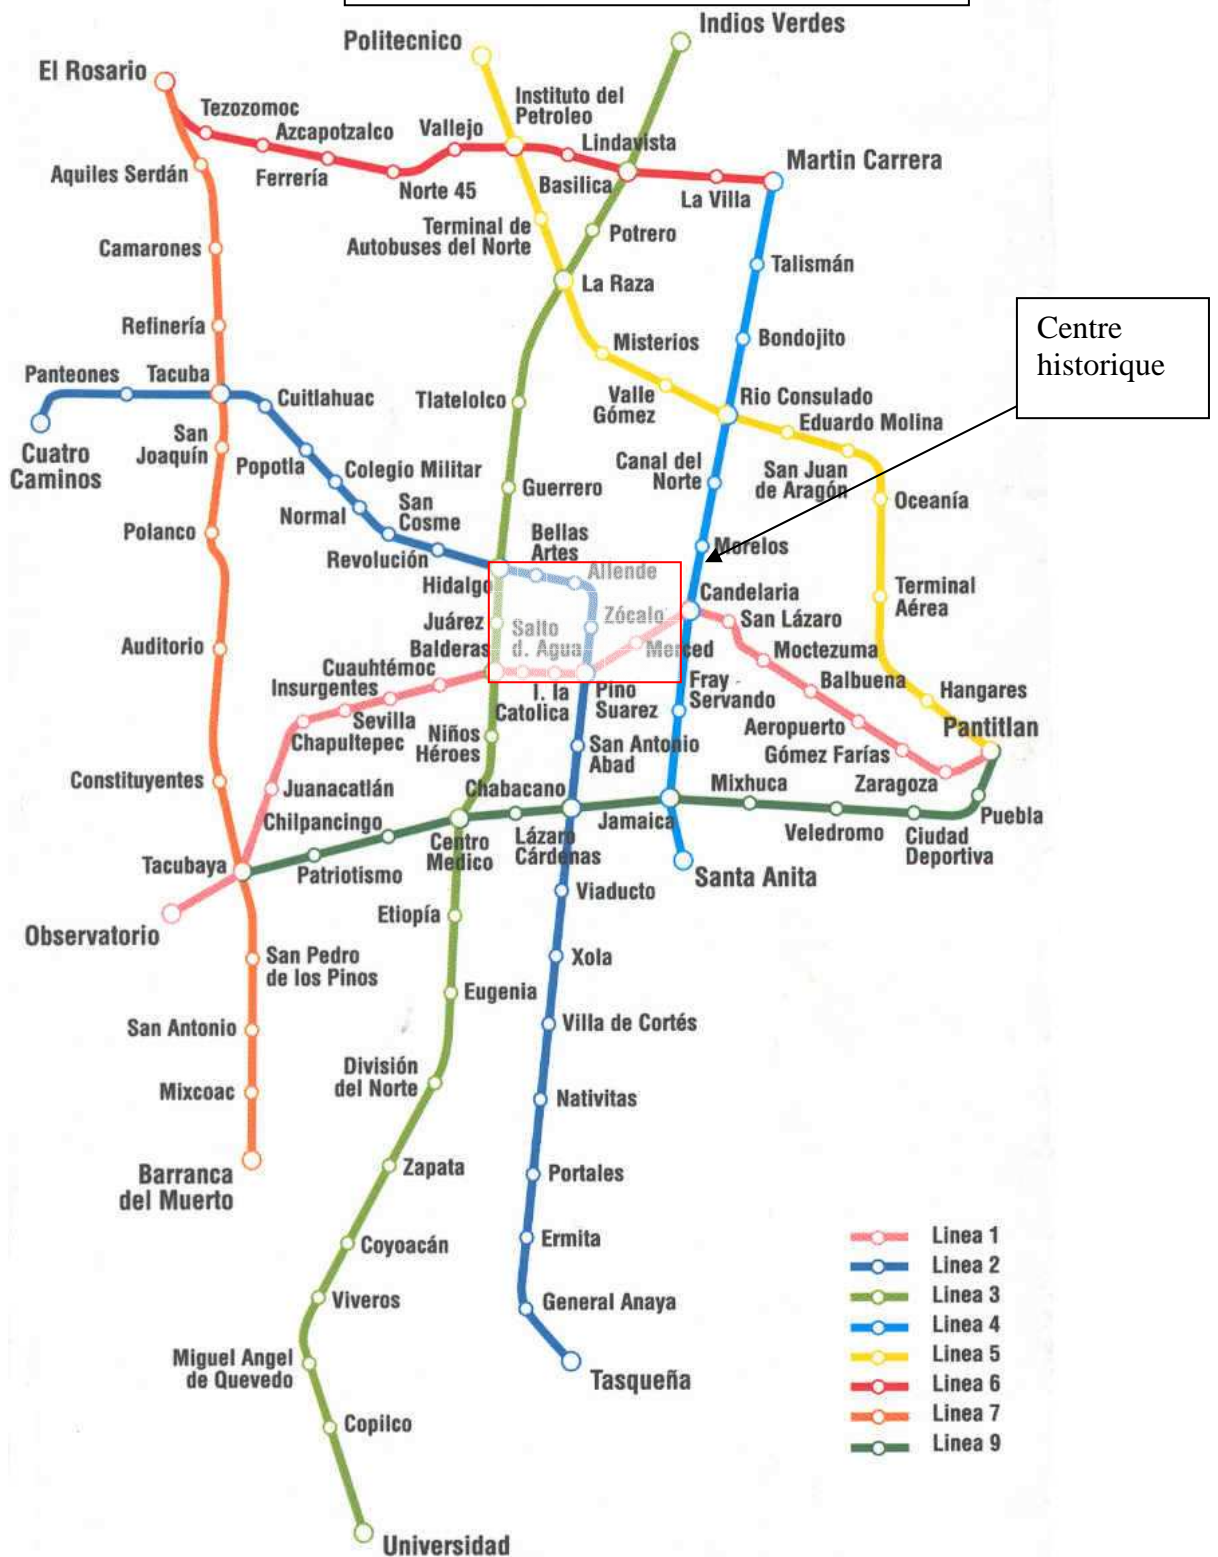 Indios Verdes
Politecnico
El Rosario
Tezozomoc
Azcapotzalco
Vallejo
Instituto del
Petroleo
Lindavista
Martin Carrera
Aquiles Serdán
Ferrería
Norte 45
Basilica
La Villa
Terminal de
Autobuses del Norte
Potrero
Camarones
Talismán
La Raza
Refinería
Misterios
Bondojito
Centre
historique
Panteones
Tacuba
Cuitlahuac
Tlatelolco
Valle
Gómez
Rio Consulado
Eduardo Molina
San
Joaquín
Cuatro
Caminos
Popotla
Colegio Militar
Canal del
Norte
San Juan
de Aragón
Guerrero
Oceanía
Normal
San
Cosme
Polanco
Revolución
Bellas
Artes
Morelos
Hidalgo
Allende
Candelaria
Terminal
Aérea
Juárez
Salto
d. Agua
Zócalo
San Lázaro
Auditorio
Balderas
Merced
Moctezuma
Cuauhtémoc
Insurgentes
I. la
Catolica
Pino
Suarez
Fray
Servando
Balbuena
Hangares
Sevilla
Chapultepec
Niños
Héroes
Aeropuerto
Pantitlan
San Antonio
Abad
Gómez Farías
Constituyentes
Juanacatlán
Chabacano
Mixhuca
Zaragoza
Chilpancingo
Jamaica
Puebla
Centro
Medico
Lázaro
Cárdenas
Veledromo
Ciudad
Deportiva
Tacubaya
Patriotismo
Santa Anita
Viaducto
Observatorio
Etiopía
San Pedro
de los Pinos
Xola
Eugenia
San Antonio
Villa de Cortés
División
del Norte
Mixcoac
Nativitas
Barranca
del Muerto
Zapata
Portales
Coyoacán
Ermita
Viveros
General Anaya
Miguel Angel
de Quevedo
Tasqueña
Copilco
Universidad
Linea 1
Linea 2
Linea 3
Linea 4
Linea 5
Linea 6
Linea 7
Linea 9